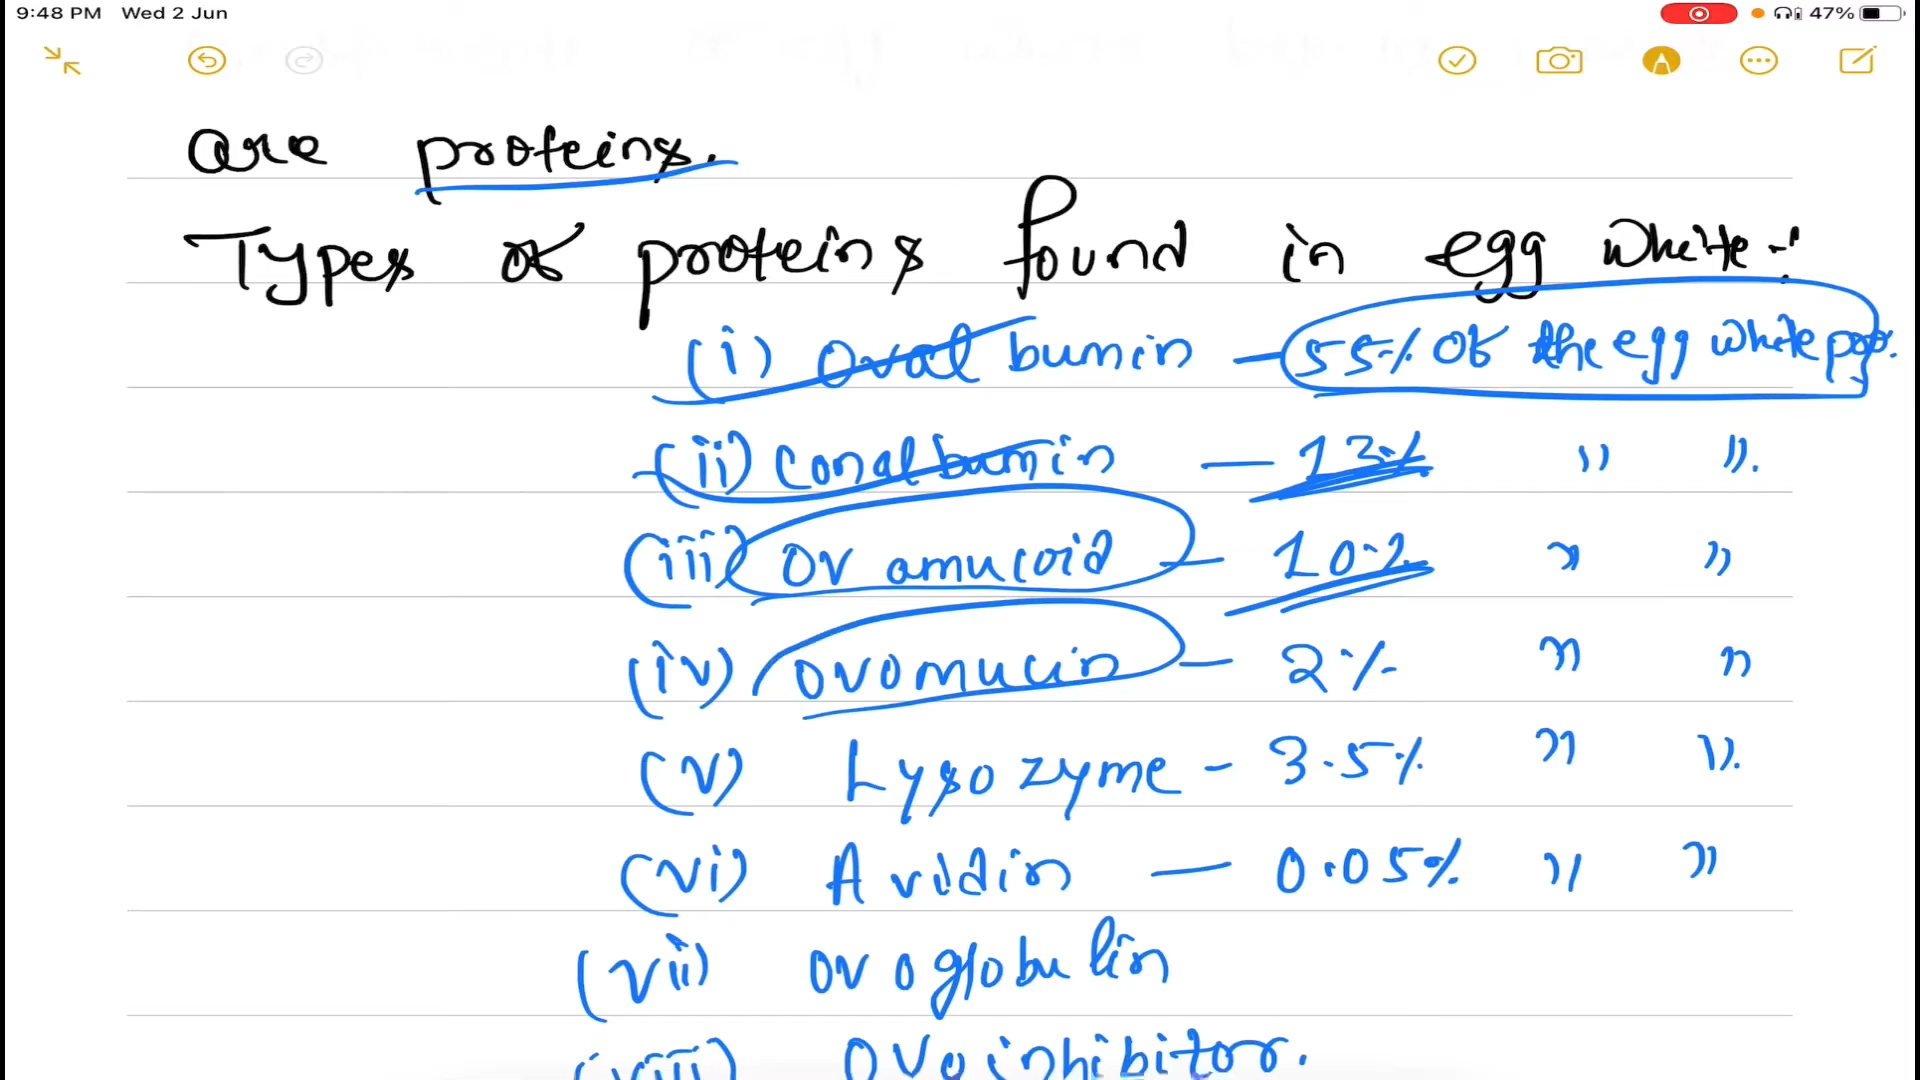 9:48 PM Wed 2 Jun 47%
are proteins.
Types of proteins found in egg white :-
(i) Ovalbumin — 55% of the egg white pro.
(ii) Conalbumin — 13% " ".
(iii) Ovamucoid — 10% " "
(iv) Ovomucin — 2% " "
(v) Lysozyme - 3.5% " ".
(vi) Avidin — 0.05% " "
(vii) Ovoglobulin
(viii) Ovoinhibitor.